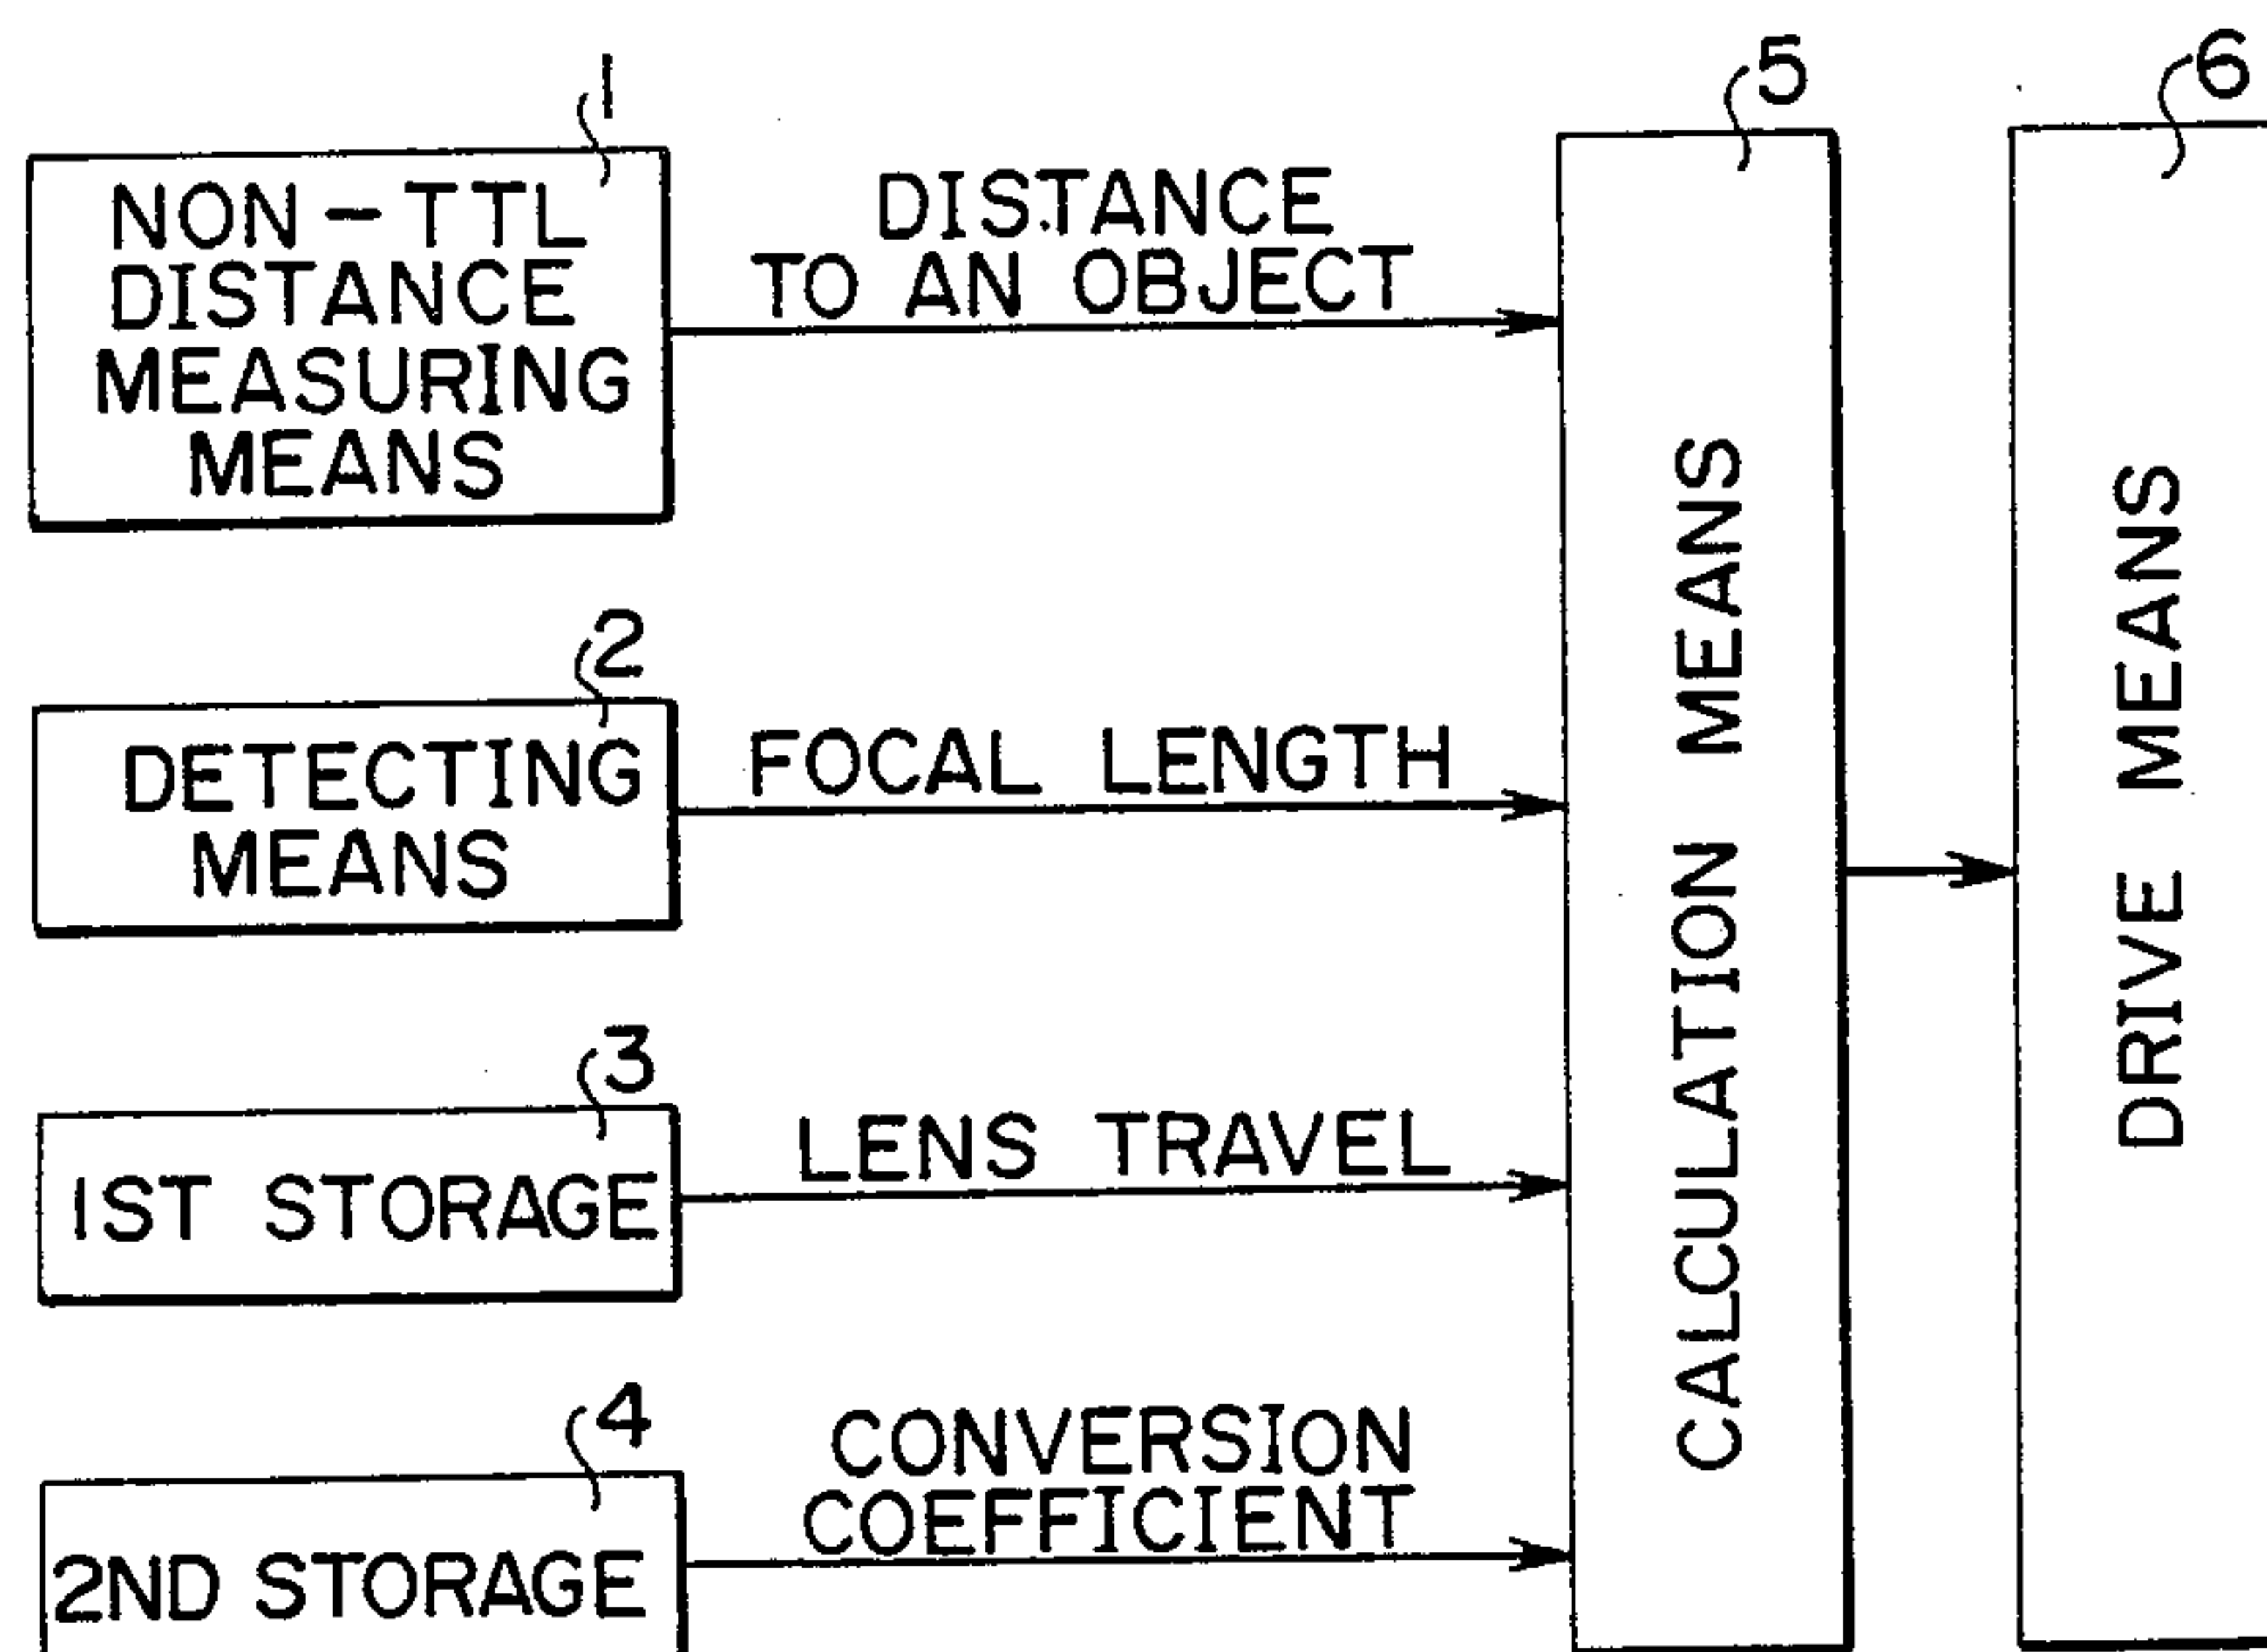 1
NON-TTL
DISTANCE
MEASURING
MEANS
DISTANCE
TO AN OBJECT
2
DETECTING
MEANS
FOCAL LENGTH
3
1ST STORAGE
LENS TRAVEL
4
2ND STORAGE
CONVERSION
COEFFICIENT
5
CALCULATION MEANS
6
DRIVE MEANS